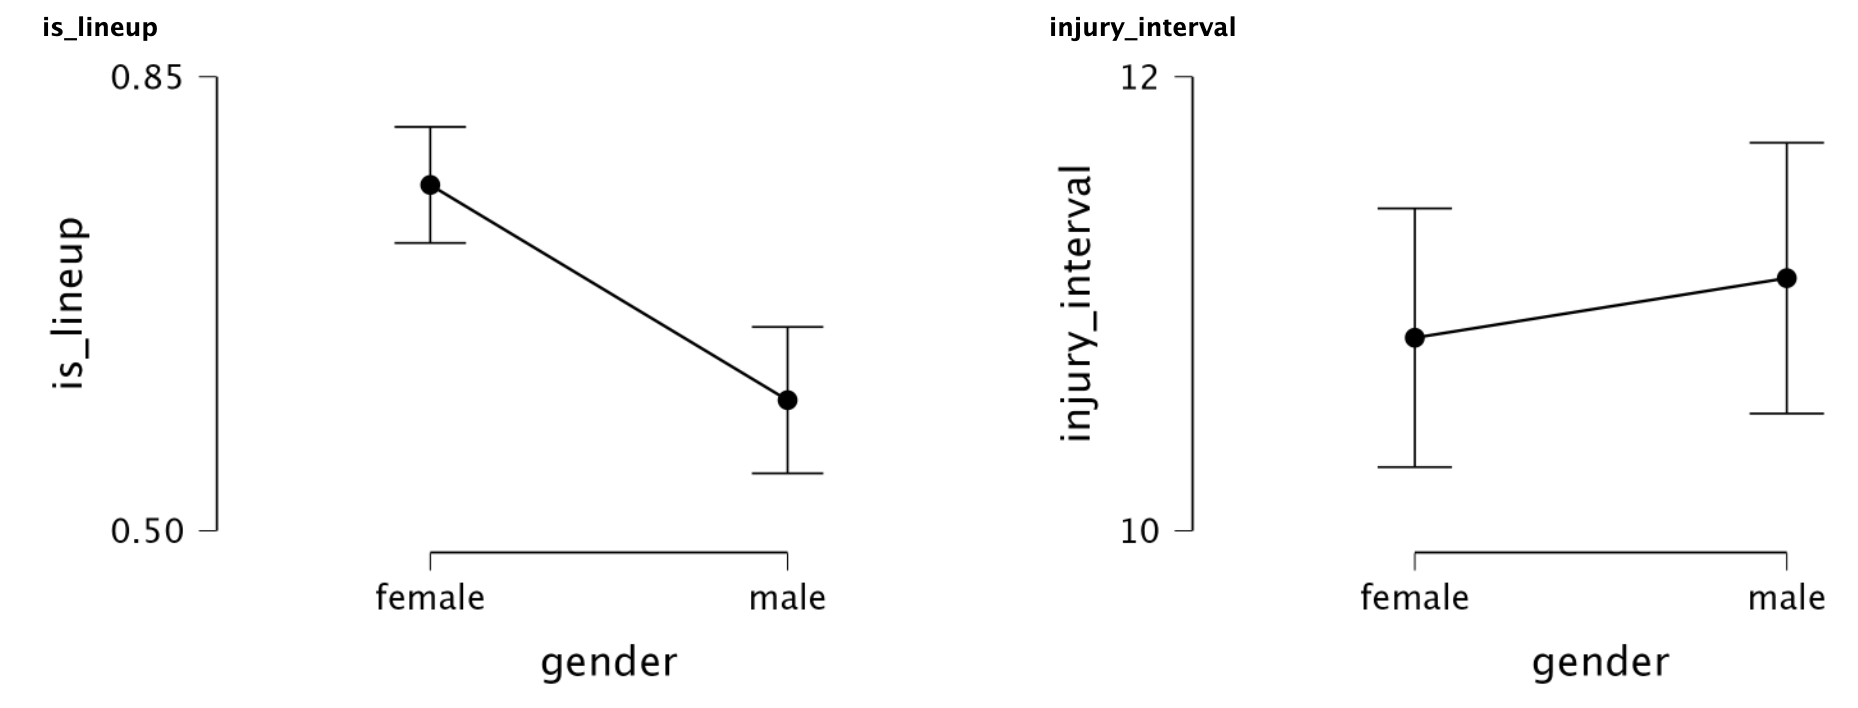 is_lineup
0.85
is_lineup
0.50
female
male
gender
injury_interval
12
injury_interval
10
female
male
gender